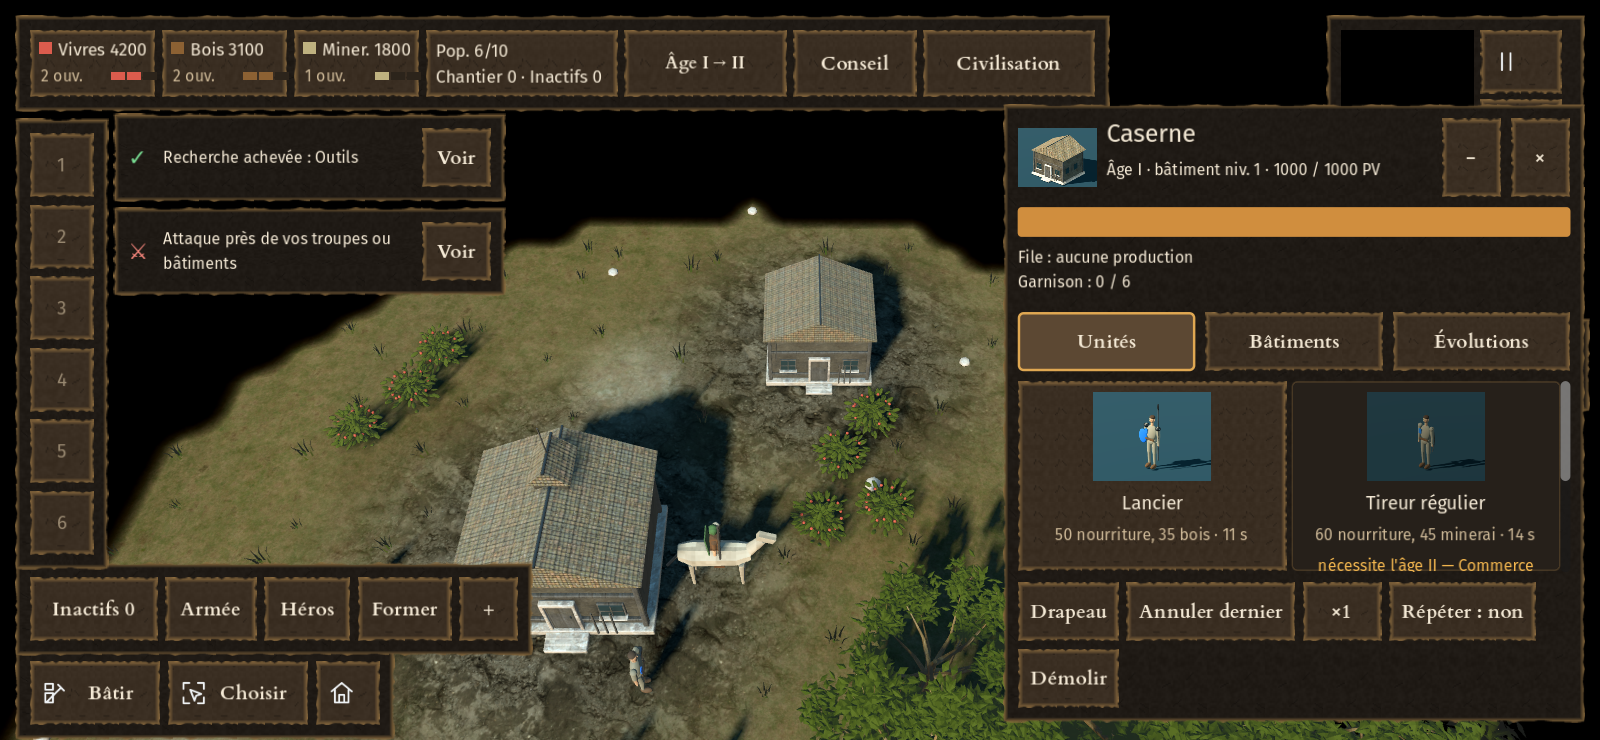 Vivres 4200
2 ouv.
Bois 3100
2 ouv.
Miner. 1800
1 ouv.
Pop. 6/10
Chantier 0 · Inactifs 0
Âge I → II
Conseil
Civilisation
1
2
3
4
5
6
✓ Recherche achevée : Outils
Voir
Attaque près de vos troupes ou
bâtiments
Voir
Caserne
Âge I · bâtiment niv. 1 · 1000 / 1000 PV
−
×
File : aucune production
Garnison : 0 / 6
Unités
Bâtiments
Évolutions
Lancier
50 nourriture, 35 bois · 11 s
Tireur régulier
60 nourriture, 45 minerai · 14 s
nécessite l'âge II — Commerce
Drapeau
Annuler dernier
×1
Répéter : non
Démolir
Inactifs 0
Armée
Héros
Former
+
Bâtir
Choisir